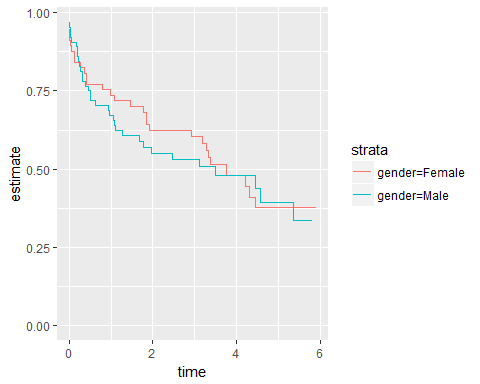 1.00
0.75
0.50
0.25
0.00
estimate
0 2 4 6
time
strata
gender=Female
gender=Male